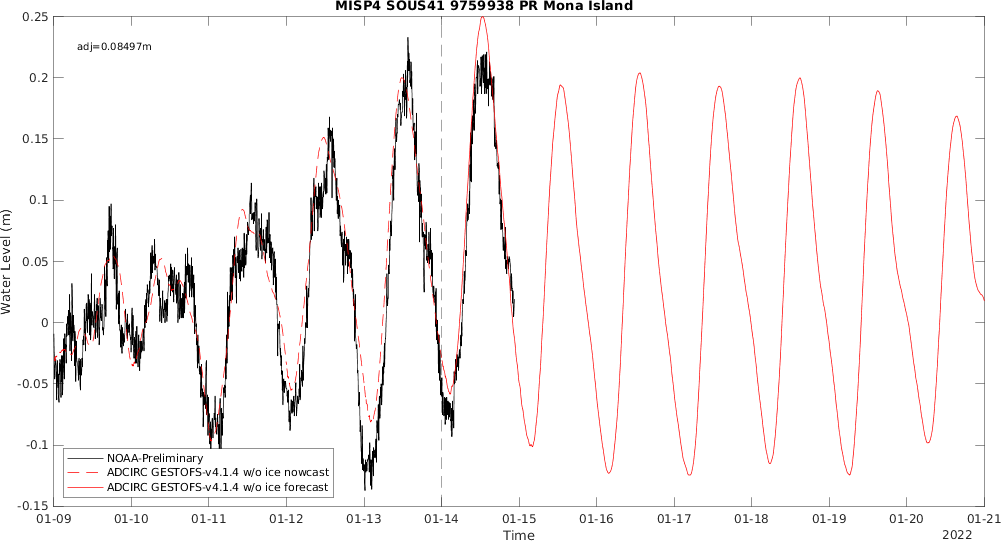 MISP4 SOUS41 9759938 PR Mona Island
adj=0.08497m
0.25
0.2
0.15
0.1
0.05
0
-0.05
-0.1
-0.15
Water Level (m)
NOAA-Preliminary
ADCIRC GESTOFS-v4.1.4 w/o ice nowcast
ADCIRC GESTOFS-v4.1.4 w/o ice forecast
01-09 01-10 01-11 01-12 01-13 01-14 01-15 01-16 01-17 01-18 01-19 01-20 01-21
Time
2022